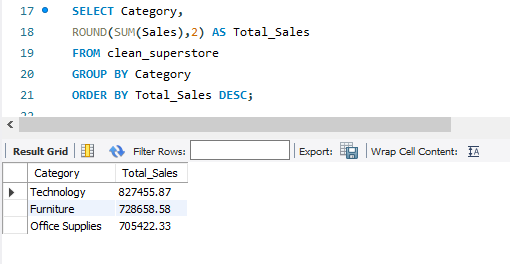 17 SELECT Category,
18 ROUND(SUM(Sales),2) AS Total_Sales
19 FROM clean_superstore
20 GROUP BY Category
21 ORDER BY Total_Sales DESC;
Result Grid Filter Rows: Export: Wrap Cell Content: IA
Category Total_Sales
Technology 827455.87
Furniture 728658.58
Office Supplies 705422.33